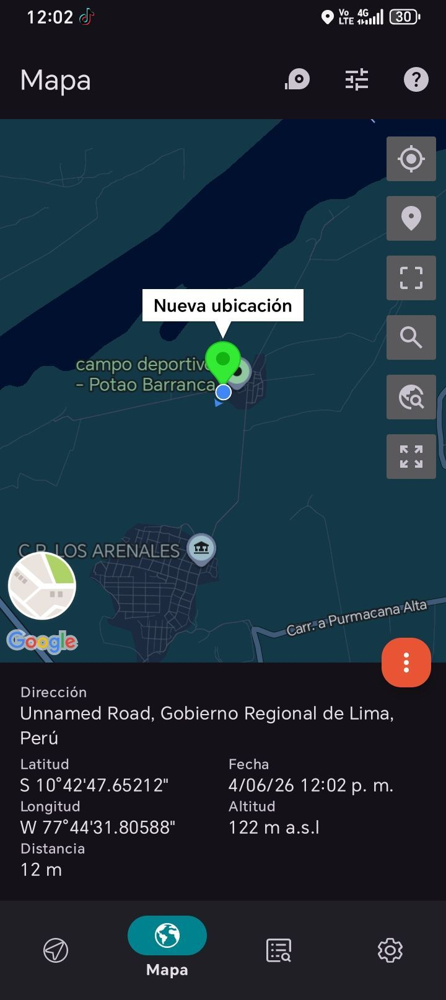 12:02
Vo LTE 4G 30
Mapa
Nueva ubicación
campo deportivo
- Potao Barranca
C.P. LOS ARENALES
Carr. a Purmacana Alta
Google
Dirección
Unnamed Road, Gobierno Regional de Lima,
Perú
Latitud
S 10°42'47.65212"
Fecha
4/06/26 12:02 p. m.
Longitud
W 77°44'31.80588"
Altitud
122 m a.s.l
Distancia
12 m
Mapa